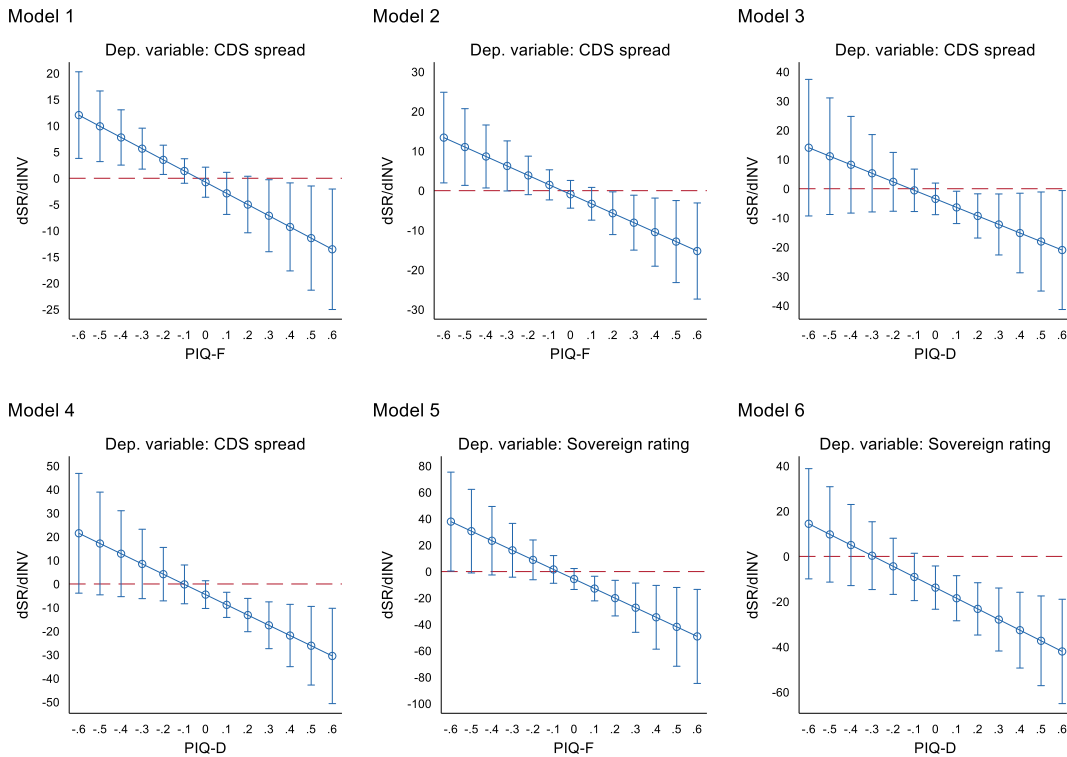 Model 1
Dep. variable: CDS spread
dSR/dINV
20
15
10
5
0
-5
-10
-15
-20
-25
-.6 -.5 -.4 -.3 -.2 -.1 0 .1 .2 .3 .4 .5 .6
PIQ-F
Model 2
Dep. variable: CDS spread
dSR/dINV
30
20
10
0
-10
-20
-30
-.6 -.5 -.4 -.3 -.2 -.1 0 .1 .2 .3 .4 .5 .6
PIQ-F
Model 3
Dep. variable: CDS spread
dSR/dINV
40
30
20
10
0
-10
-20
-30
-40
-.6 -.5 -.4 -.3 -.2 -.1 0 .1 .2 .3 .4 .5 .6
PIQ-D
Model 4
Dep. variable: CDS spread
dSR/dINV
50
40
30
20
10
0
-10
-20
-30
-40
-50
-.6 -.5 -.4 -.3 -.2 -.1 0 .1 .2 .3 .4 .5 .6
PIQ-D
Model 5
Dep. variable: Sovereign rating
dSR/dINV
80
60
40
20
0
-20
-40
-60
-80
-100
-.6 -.5 -.4 -.3 -.2 -.1 0 .1 .2 .3 .4 .5 .6
PIQ-F
Model 6
Dep. variable: Sovereign rating
dSR/dINV
40
20
0
-20
-40
-60
-.6 -.5 -.4 -.3 -.2 -.1 0 .1 .2 .3 .4 .5 .6
PIQ-D